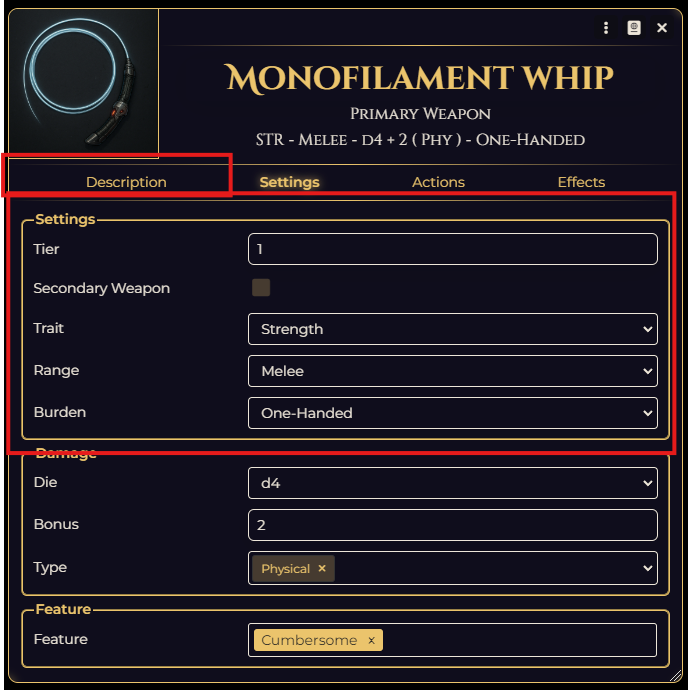 Monofilament whip
Primary Weapon
STR - Melee - d4 + 2 ( Phy ) - One-Handed
Description Settings Actions Effects
Settings
Tier 1
Secondary Weapon
Trait Strength
Range Melee
Burden One-Handed
Damage
Die d4
Bonus 2
Type Physical ×
Feature
Feature Cumbersome x